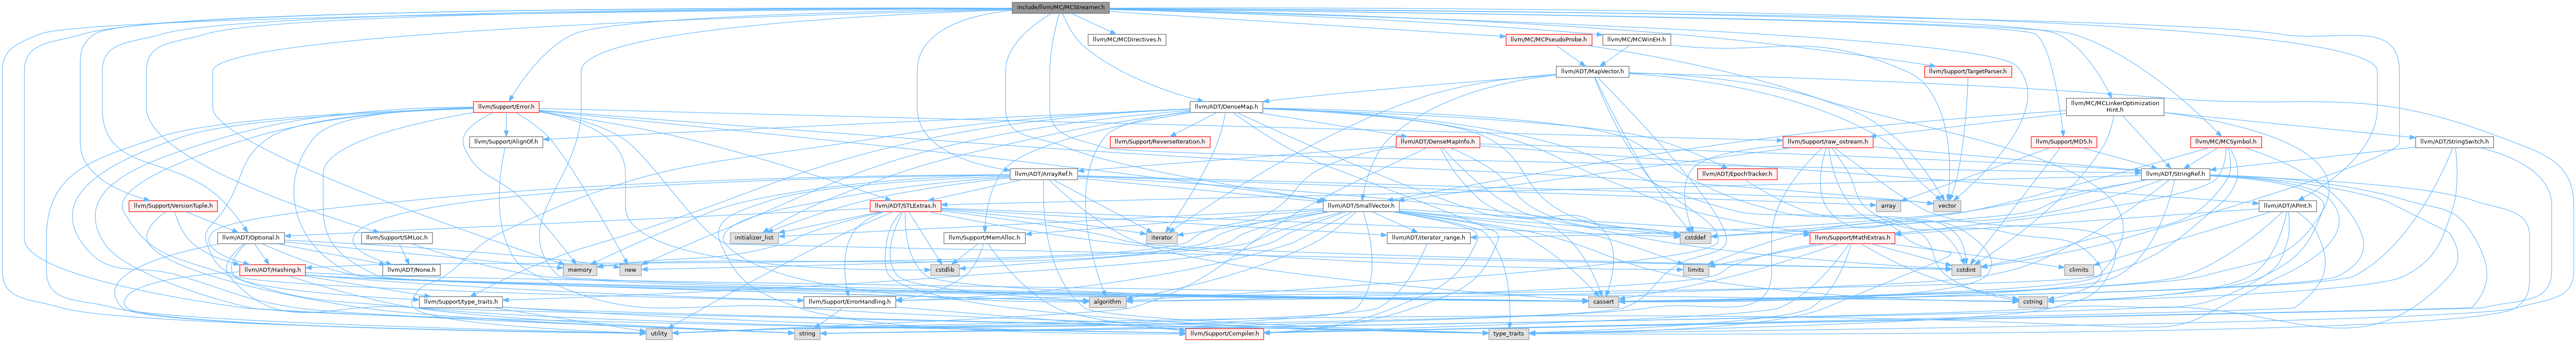 include/llvm/MC/MCStreamer.h
llvm/MC/MCDirectives.h
llvm/MC/MCPseudoProbe.h
llvm/MC/MCWinEH.h
llvm/ADT/MapVector.h
llvm/Support/TargetParser.h
llvm/Support/Error.h
llvm/ADT/DenseMap.h
llvm/MC/MCLinkerOptimization
Hint.h
llvm/Support/AlignOf.h
llvm/Support/ReverseIteration.h
llvm/ADT/DenseMapInfo.h
llvm/Support/raw_ostream.h
llvm/Support/MD5.h
llvm/MC/MCSymbol.h
llvm/ADT/StringSwitch.h
llvm/ADT/ArrayRef.h
llvm/ADT/EpochTracker.h
llvm/ADT/StringRef.h
llvm/Support/VersionTuple.h
llvm/ADT/STLExtras.h
llvm/ADT/SmallVector.h
array
vector
llvm/ADT/APInt.h
llvm/ADT/Optional.h
llvm/Support/SMLoc.h
initializer_list
llvm/Support/MemAlloc.h
iterator
llvm/ADT/iterator_range.h
cstddef
llvm/Support/MathExtras.h
llvm/ADT/Hashing.h
llvm/ADT/None.h
memory
new
cstdlib
limits
cstdint
climits
llvm/Support/type_traits.h
llvm/Support/ErrorHandling.h
algorithm
cassert
cstring
utility
string
llvm/Support/Compiler.h
type_traits